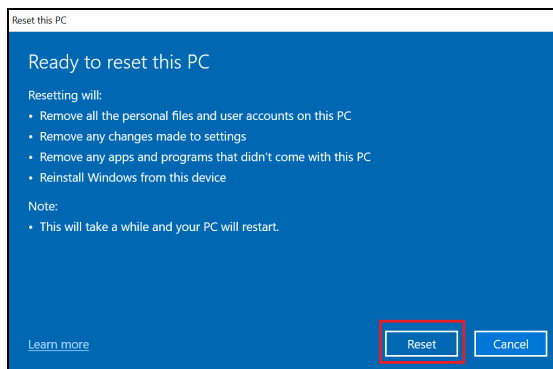 Reset this PC
Ready to reset this PC
Resetting will:
• Remove all the personal files and user accounts on this PC
• Remove any changes made to settings
• Remove any apps and programs that didn't come with this PC
• Reinstall Windows from this device
Note:
• This will take a while and your PC will restart.
Learn more
Reset
Cancel